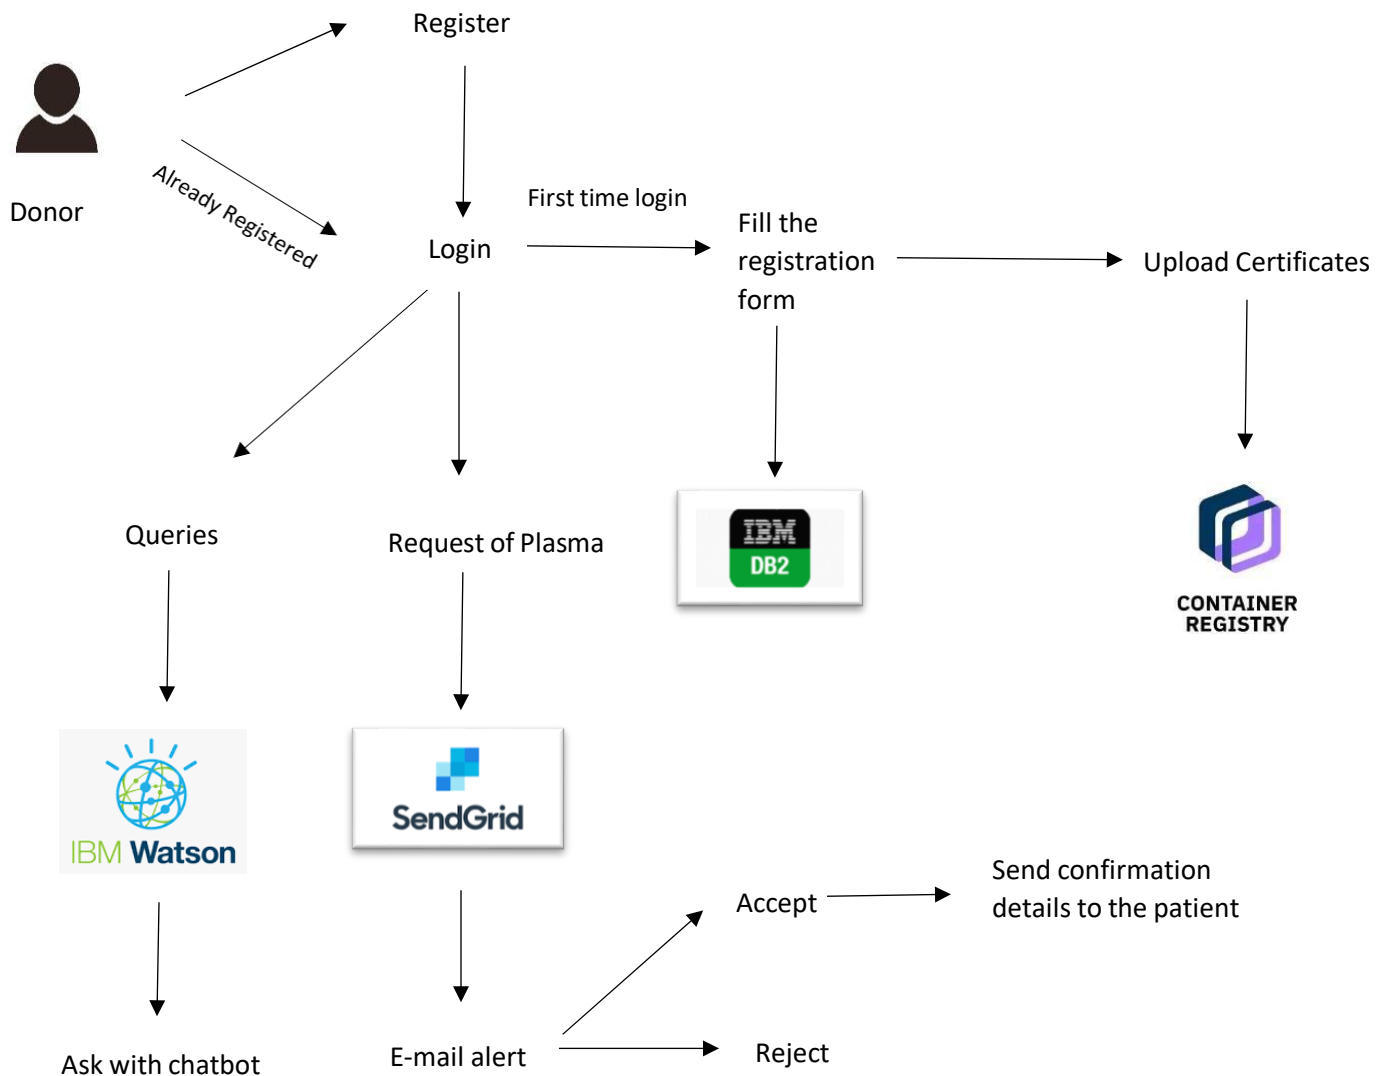 Register
Donor
Already Registered
First time login
Login
Fill the
registration
form
Upload Certificates
Queries
Request of Plasma
IBM
DB2
CONTAINER
REGISTRY
IBM Watson
SendGrid
Accept
Send confirmation
details to the patient
Ask with chatbot
E-mail alert
Reject